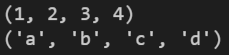 (1, 2, 3, 4)
('a', 'b', 'c', 'd')